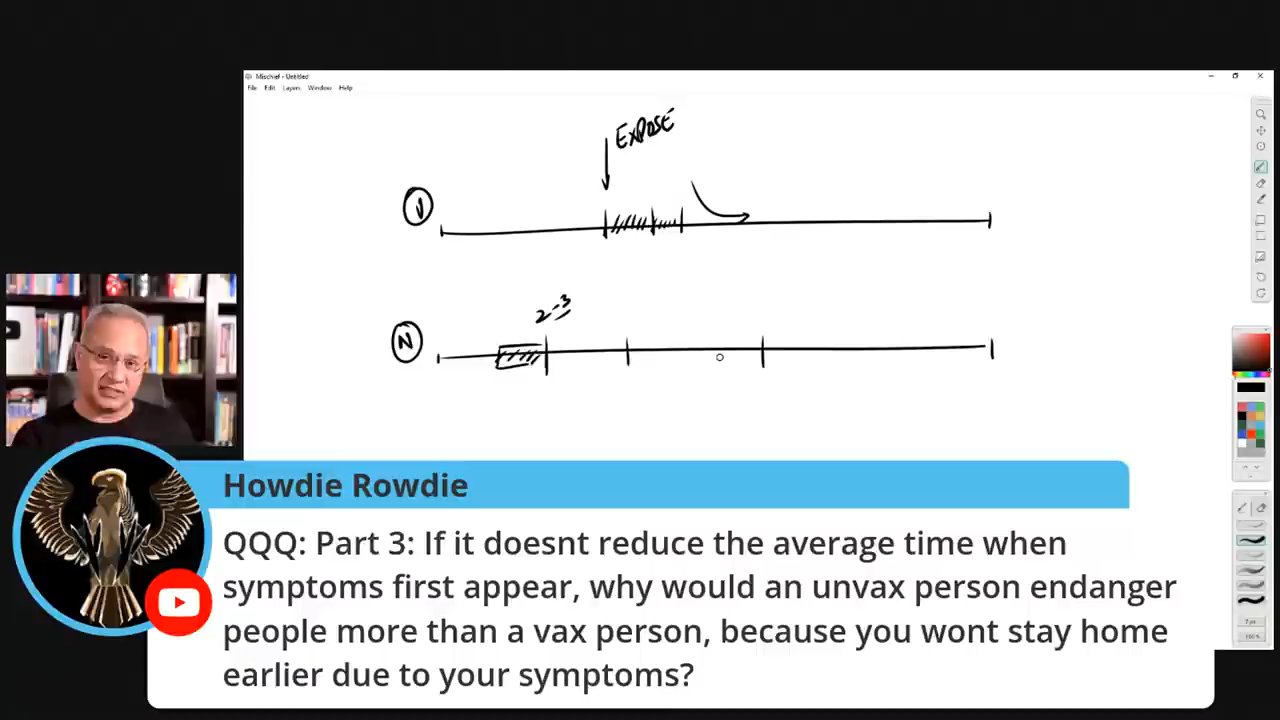 Mischief - Untitled
File Edit Layers Window Help
EXPOSE
V
2-3
N
Howdie Rowdie
QQQ: Part 3: If it doesnt reduce the average time when
symptoms first appear, why would an unvax person endanger
people more than a vax person, because you wont stay home
earlier due to your symptoms?